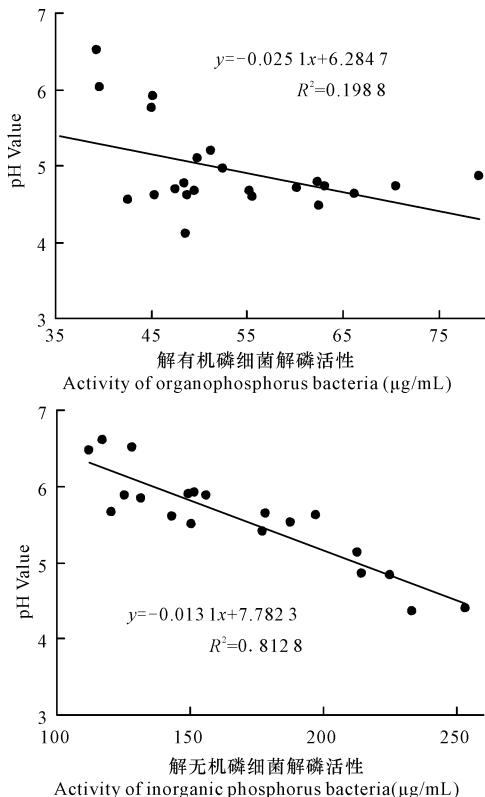 7
6
5
4
3
pH Value
y=−0.025 1x+6.284 7
R²=0.198 8
35 45 55 65 75
解有机磷细菌解磷活性
Activity of organophosphorus bacteria (μg/mL)
7
6
5
4
3
pH Value
y=−0.013 1x+7.782 3
R²=0.812 8
100 150 200 250
解无机磷细菌解磷活性
Activity of inorganic phosphorus bacteria(μg/mL)